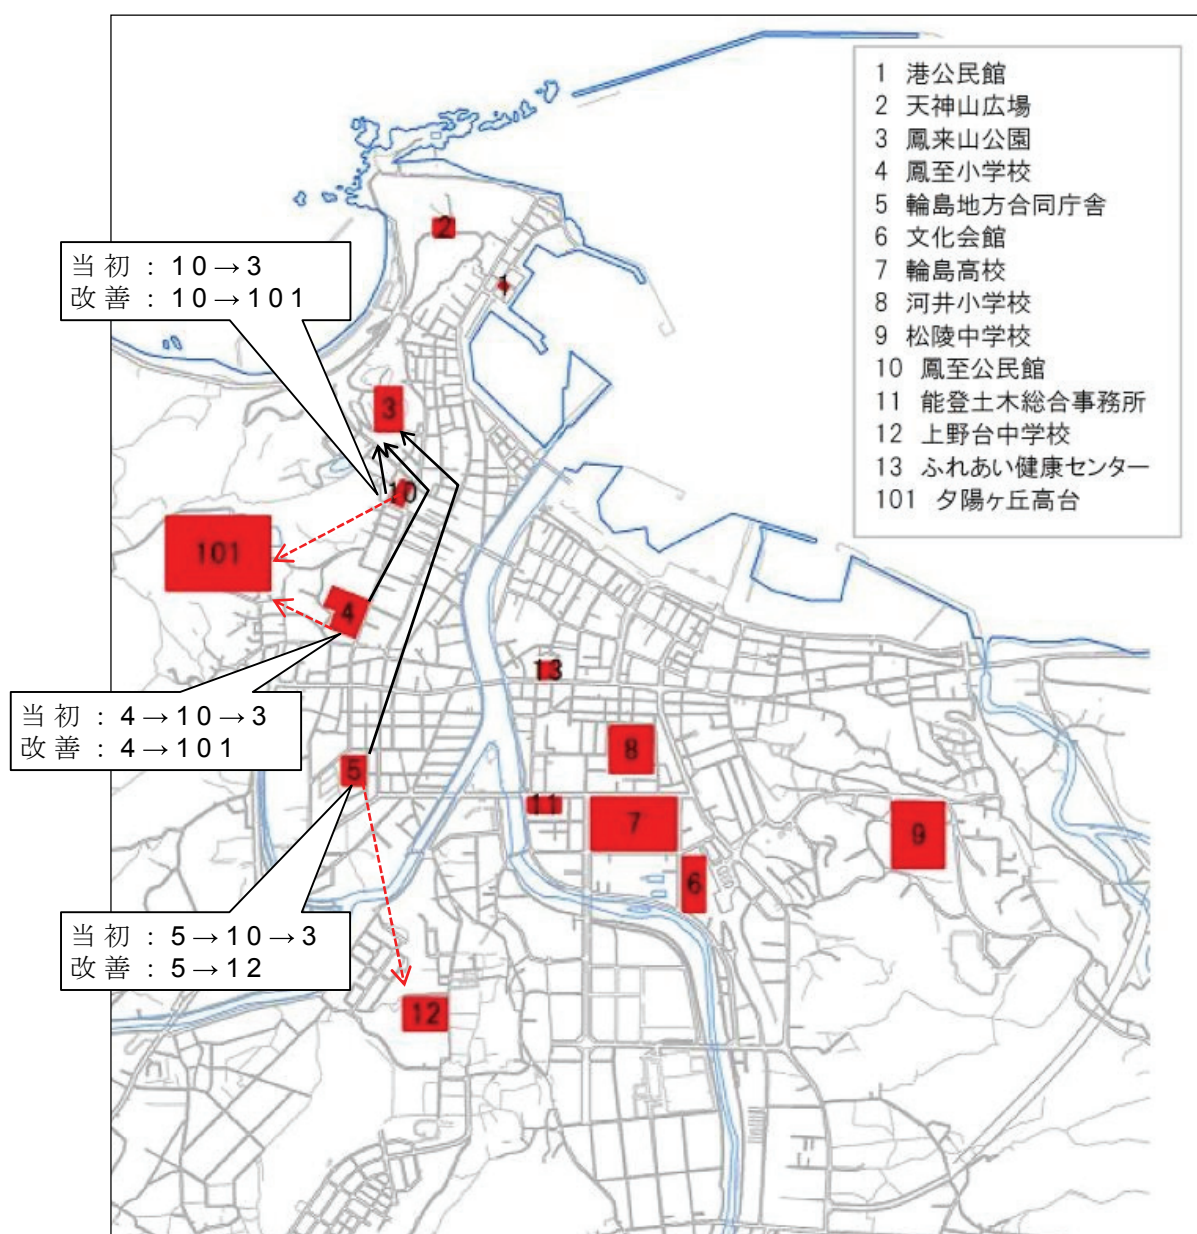 1 港公民館
2 天神山広場
3 鳳来山公園
4 鳳至小学校
5 輪島地方合同庁舎
6 文化会館
7 輪島高校
8 河井小学校
9 松陵中学校
10 鳳至公民館
11 能登土木総合事務所
12 上野台中学校
13 ふれあい健康センター
101 夕陽ヶ丘高台
2
1
当初：10→3
改善：10→101
3
10
101
4
13
当初：4→10→3
改善：4→101
8
5
11
7
9
6
当初：5→10→3
改善：5→12
12